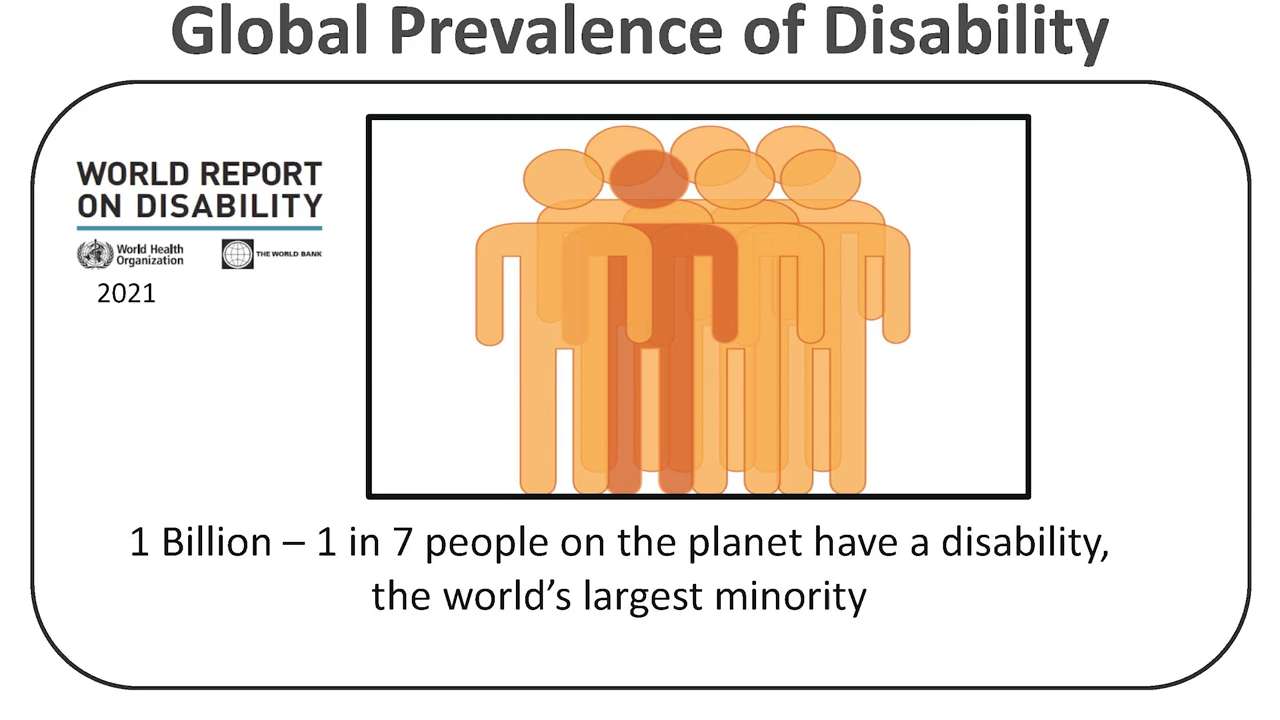 Global Prevalence of Disability
WORLD REPORT
ON DISABILITY
World Health
Organization
THE WORLD BANK
2021
1 Billion – 1 in 7 people on the planet have a disability,
the world’s largest minority